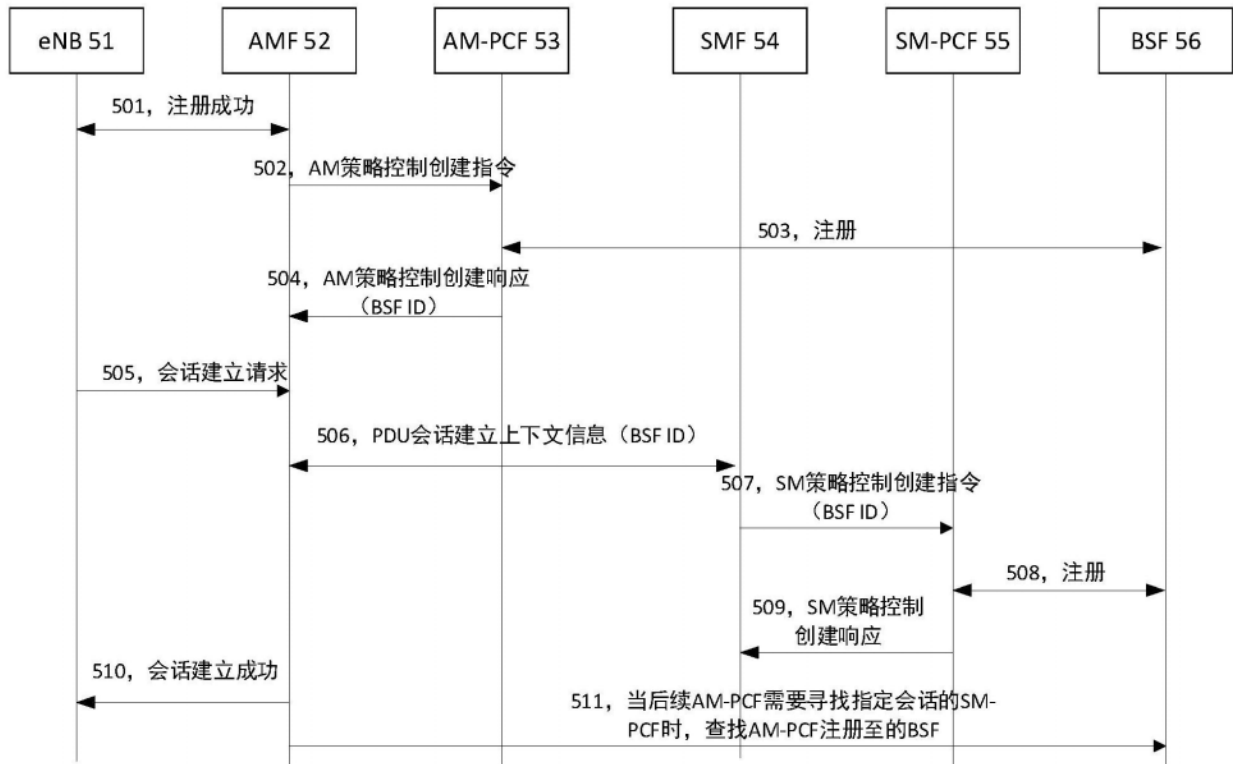 eNB 51
AMF 52
AM-PCF 53
SMF 54
SM-PCF 55
BSF 56
501，注册成功
502，AM策略控制创建指令
503，注册
504，AM策略控制创建响应
（BSF ID）
505，会话建立请求
506，PDU会话建立上下文信息（BSF ID）
507，SM策略控制创建指令
（BSF ID）
508，注册
509，SM策略控制
创建响应
510，会话建立成功
511，当后续AM-PCF需要寻找指定会话的SM-
PCF时，查找AM-PCF注册至的BSF